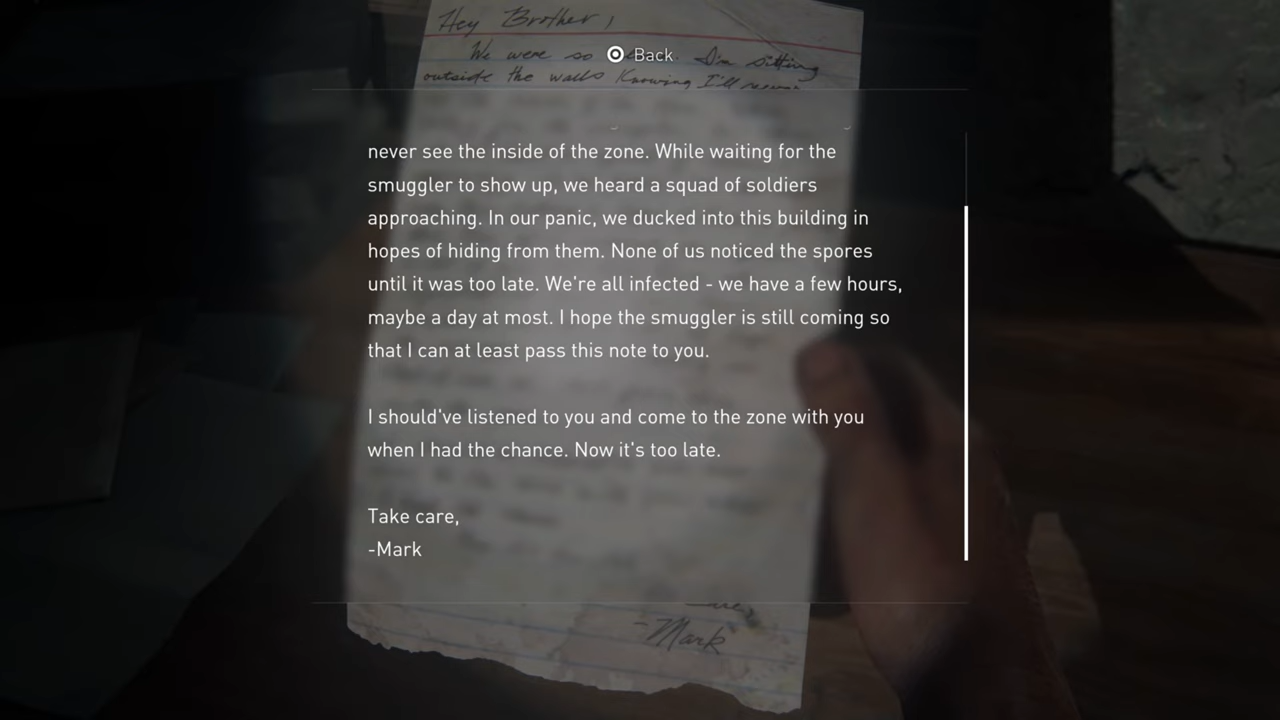 Hey Brother,
We were so
Back
I'm sitting
outside the walls Knowing I'll never
never see the inside of the zone. While waiting for the
smuggler to show up, we heard a squad of soldiers
approaching. In our panic, we ducked into this building in
hopes of hiding from them. None of us noticed the spores
until it was too late. We're all infected - we have a few hours,
maybe a day at most. I hope the smuggler is still coming so
that I can at least pass this note to you.
I should've listened to you and come to the zone with you
when I had the chance. Now it's too late.
Take care,
-Mark
-Mark